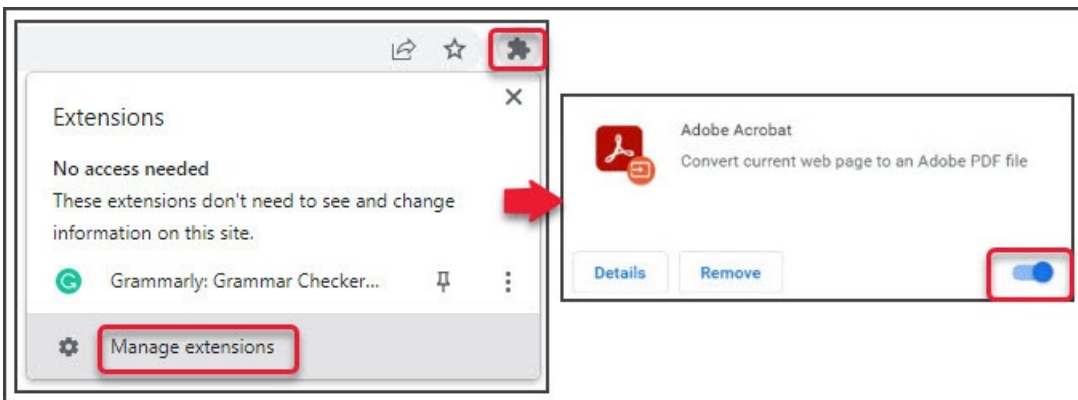 Extensions
No access needed
These extensions don't need to see and change
information on this site.
Grammarly: Grammar Checker...
Manage extensions
Adobe Acrobat
Convert current web page to an Adobe PDF file
Details
Remove